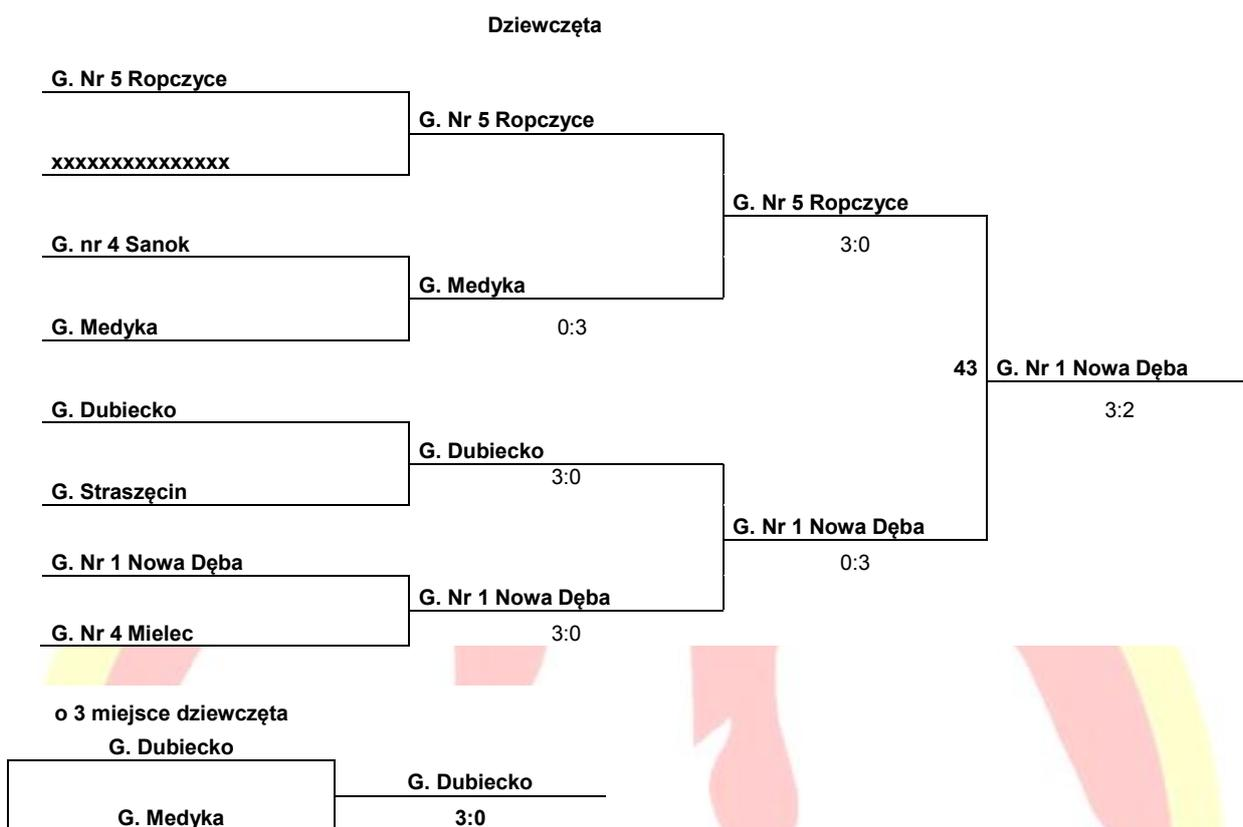 Dziewczęta
G. Nr 5 Ropczyce
G. Nr 5 Ropczyce
xxxxxxxxxxxxxxx
G. Nr 5 Ropczyce
G. nr 4 Sanok
3:0
G. Medyka
G. Medyka
0:3
43 G. Nr 1 Nowa Dęba
G. Dubiecko
3:2
G. Dubiecko
3:0
G. Straszęcin
G. Nr 1 Nowa Dęba
G. Nr 1 Nowa Dęba
0:3
G. Nr 1 Nowa Dęba
G. Nr 4 Mielec
3:0
o 3 miejsce dziewczęta
G. Dubiecko
G. Dubiecko
G. Medyka
3:0